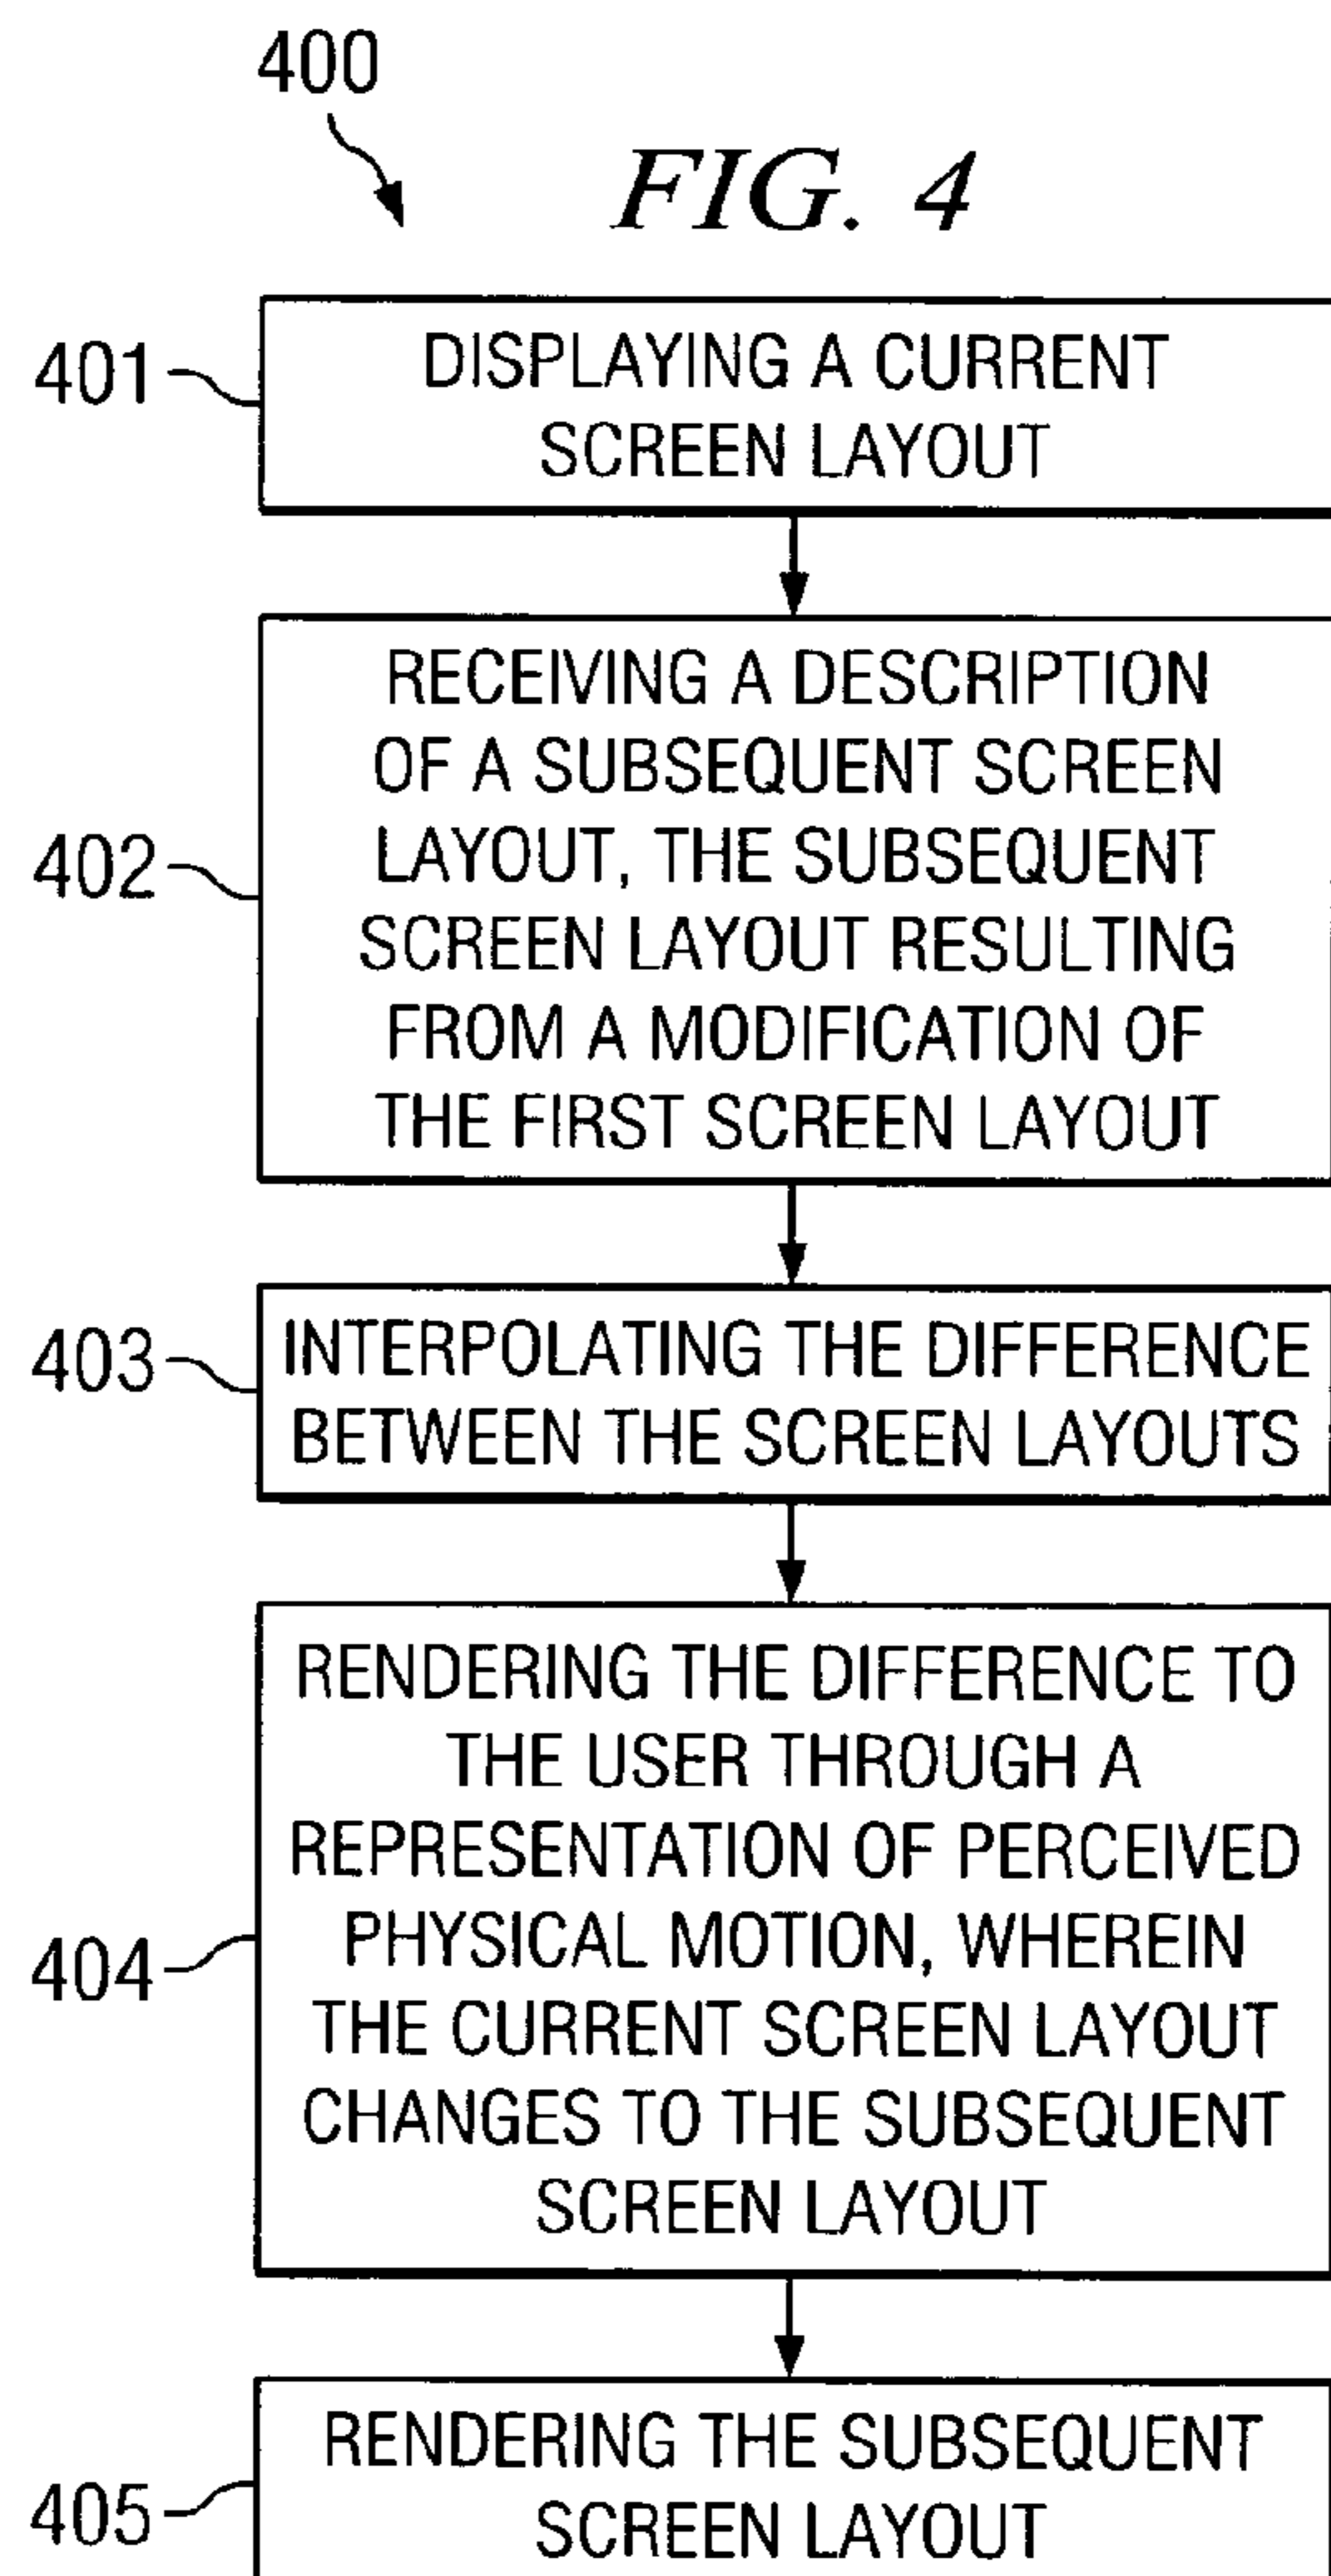 400
FIG. 4
401
DISPLAYING A CURRENT
SCREEN LAYOUT
402
RECEIVING A DESCRIPTION
OF A SUBSEQUENT SCREEN
LAYOUT, THE SUBSEQUENT
SCREEN LAYOUT RESULTING
FROM A MODIFICATION OF
THE FIRST SCREEN LAYOUT
403
INTERPOLATING THE DIFFERENCE
BETWEEN THE SCREEN LAYOUTS
404
RENDERING THE DIFFERENCE TO
THE USER THROUGH A
REPRESENTATION OF PERCEIVED
PHYSICAL MOTION, WHEREIN
THE CURRENT SCREEN LAYOUT
CHANGES TO THE SUBSEQUENT
SCREEN LAYOUT
405
RENDERING THE SUBSEQUENT
SCREEN LAYOUT